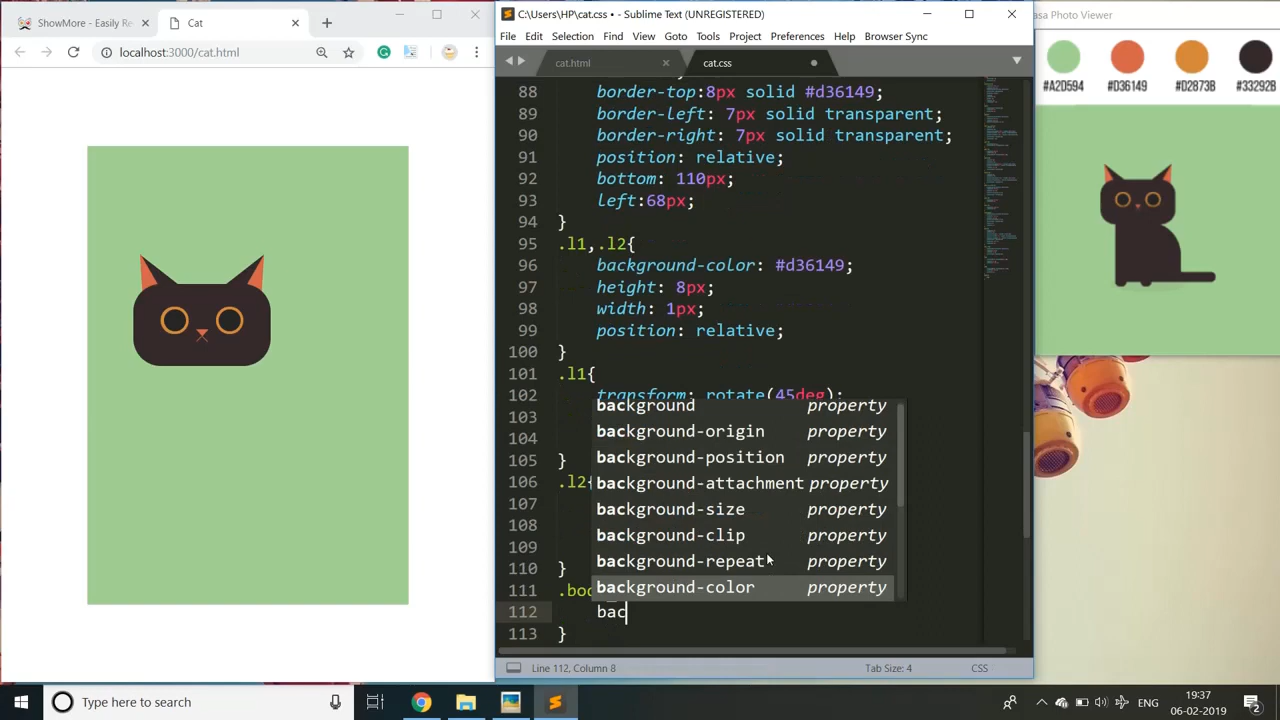 ShowMore - Easily Re
Cat
localhost:3000/cat.html
C:\Users\HP\cat.css • - Sublime Text (UNREGISTERED)
File Edit Selection Find View Goto Tools Project Preferences Help Browser Sync
cat.html
cat.css
88 border-top:8px solid #d36149;
89 border-left: 7px solid transparent;
90 border-right: 7px solid transparent;
91 position: relative;
92 bottom: 110px;
93 left:68px;
94 }
95 .l1,.l2{
96 background-color: #d36149;
97 height: 8px;
98 width: 1px;
99 position: relative;
100 }
101 .l1{
102 transform: rotate(45deg);
103
104
105 }
106 .l2{
107
108
109
110 }
111 .bo
112 bac
113 }
background property
background-origin property
background-position property
background-attachment property
background-size property
background-clip property
background-repeat property
background-color property
Line 112, Column 8
Tab Size: 4
CSS
asa Photo Viewer
#A2D594 #D36149 #D2873B #33292B
Type here to search
ENG
19:37
06-02-2019
2